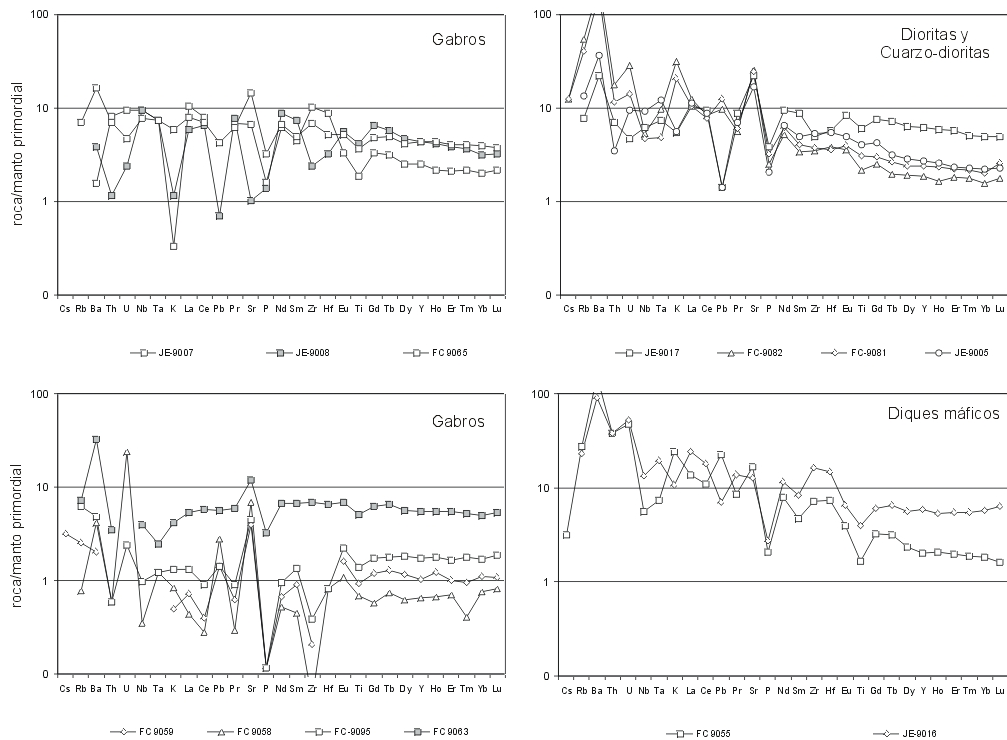 100
10
1
0
roca/manto primordial
Gabros
Cs Rb Ba Th U Nb Ta K La Ce Pb Pr Sr P Nd Sm Zr Hf Eu Ti Gd Tb Dy Y Ho Er Tm Yb Lu
JE-9007 JE-9008 FC 9065
100
10
1
0
Dioritas y
Cuarzo-dioritas
Cs Rb Ba Th U Nb Ta K La Ce Pb Pr Sr P Nd Sm Zr Hf Eu Ti Gd Tb Dy Y Ho Er Tm Yb Lu
JE-9017 FC-9082 FC-9081 JE-9005
100
10
1
0
roca/manto primordial
Gabros
Cs Rb Ba Th U Nb Ta K La Ce Pb Pr Sr P Nd Sm Zr Hf Eu Ti Gd Tb Dy Y Ho Er Tm Yb Lu
FC 9059 FC 9058 FC-9095 FC 9063
100
10
1
0
Diques máficos
Cs Rb Ba Th U Nb Ta K La Ce Pb Pr Sr P Nd Sm Zr Hf Eu Ti Gd Tb Dy Y Ho Er Tm Yb Lu
FC 9055 JE-9016